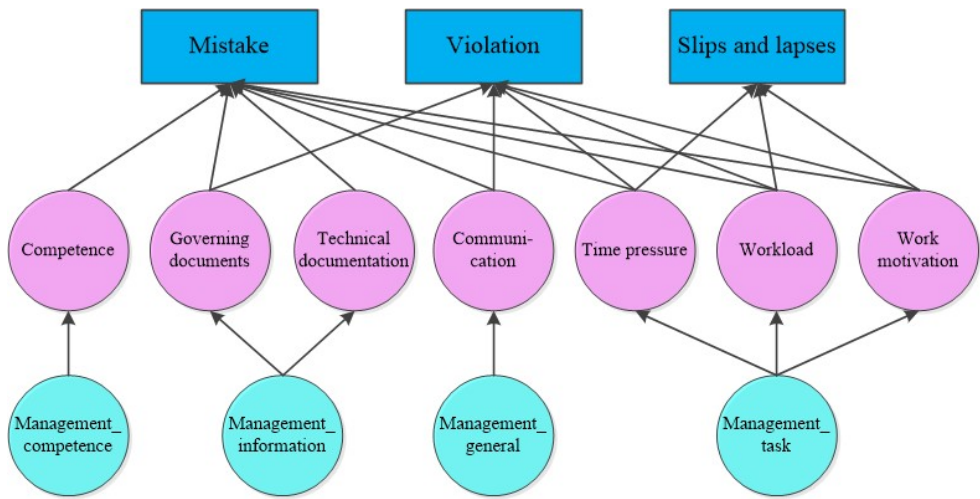 Mistake
Violation
Slips and lapses
Competence
Governing
documents
Technical
documentation
Communi-
cation
Time pressure
Workload
Work
motivation
Management_
competence
Management_
information
Management_
general
Management_
task